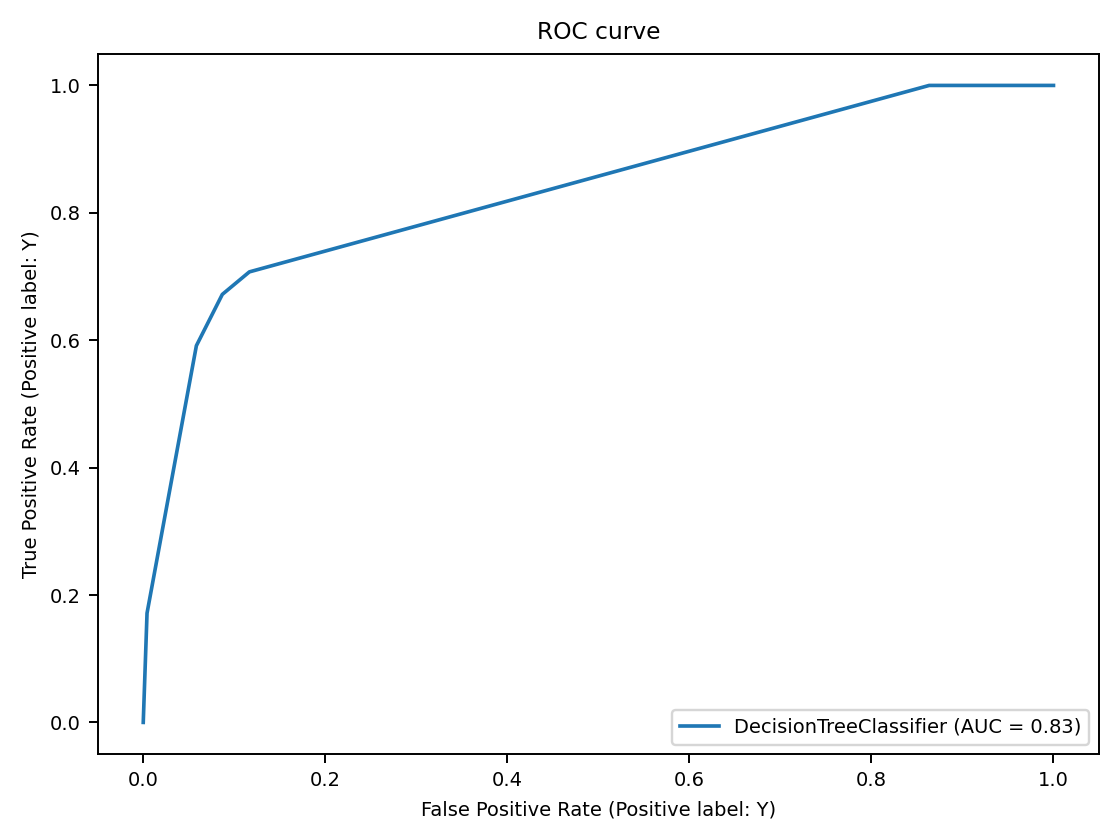 ROC curve
True Positive Rate (Positive label: Y)
1.0
0.8
0.6
0.4
0.2
0.0
DecisionTreeClassifier (AUC = 0.83)
0.0 0.2 0.4 0.6 0.8 1.0
False Positive Rate (Positive label: Y)